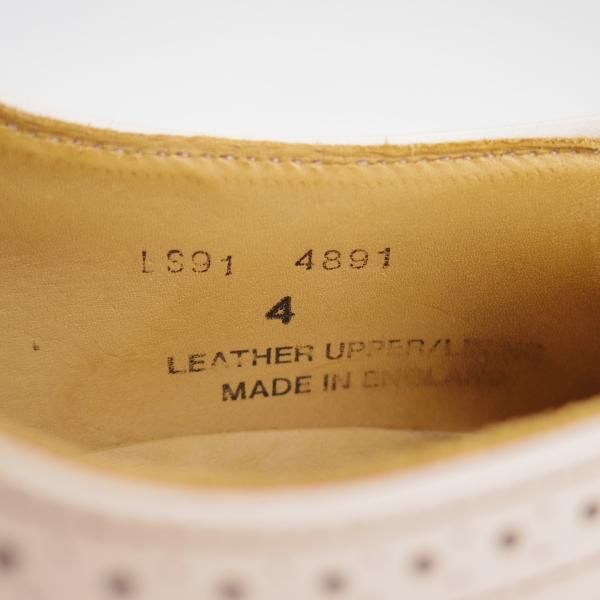 LS91 4891
4
LEATHER UPPER/LINING
MADE IN ENGLAND